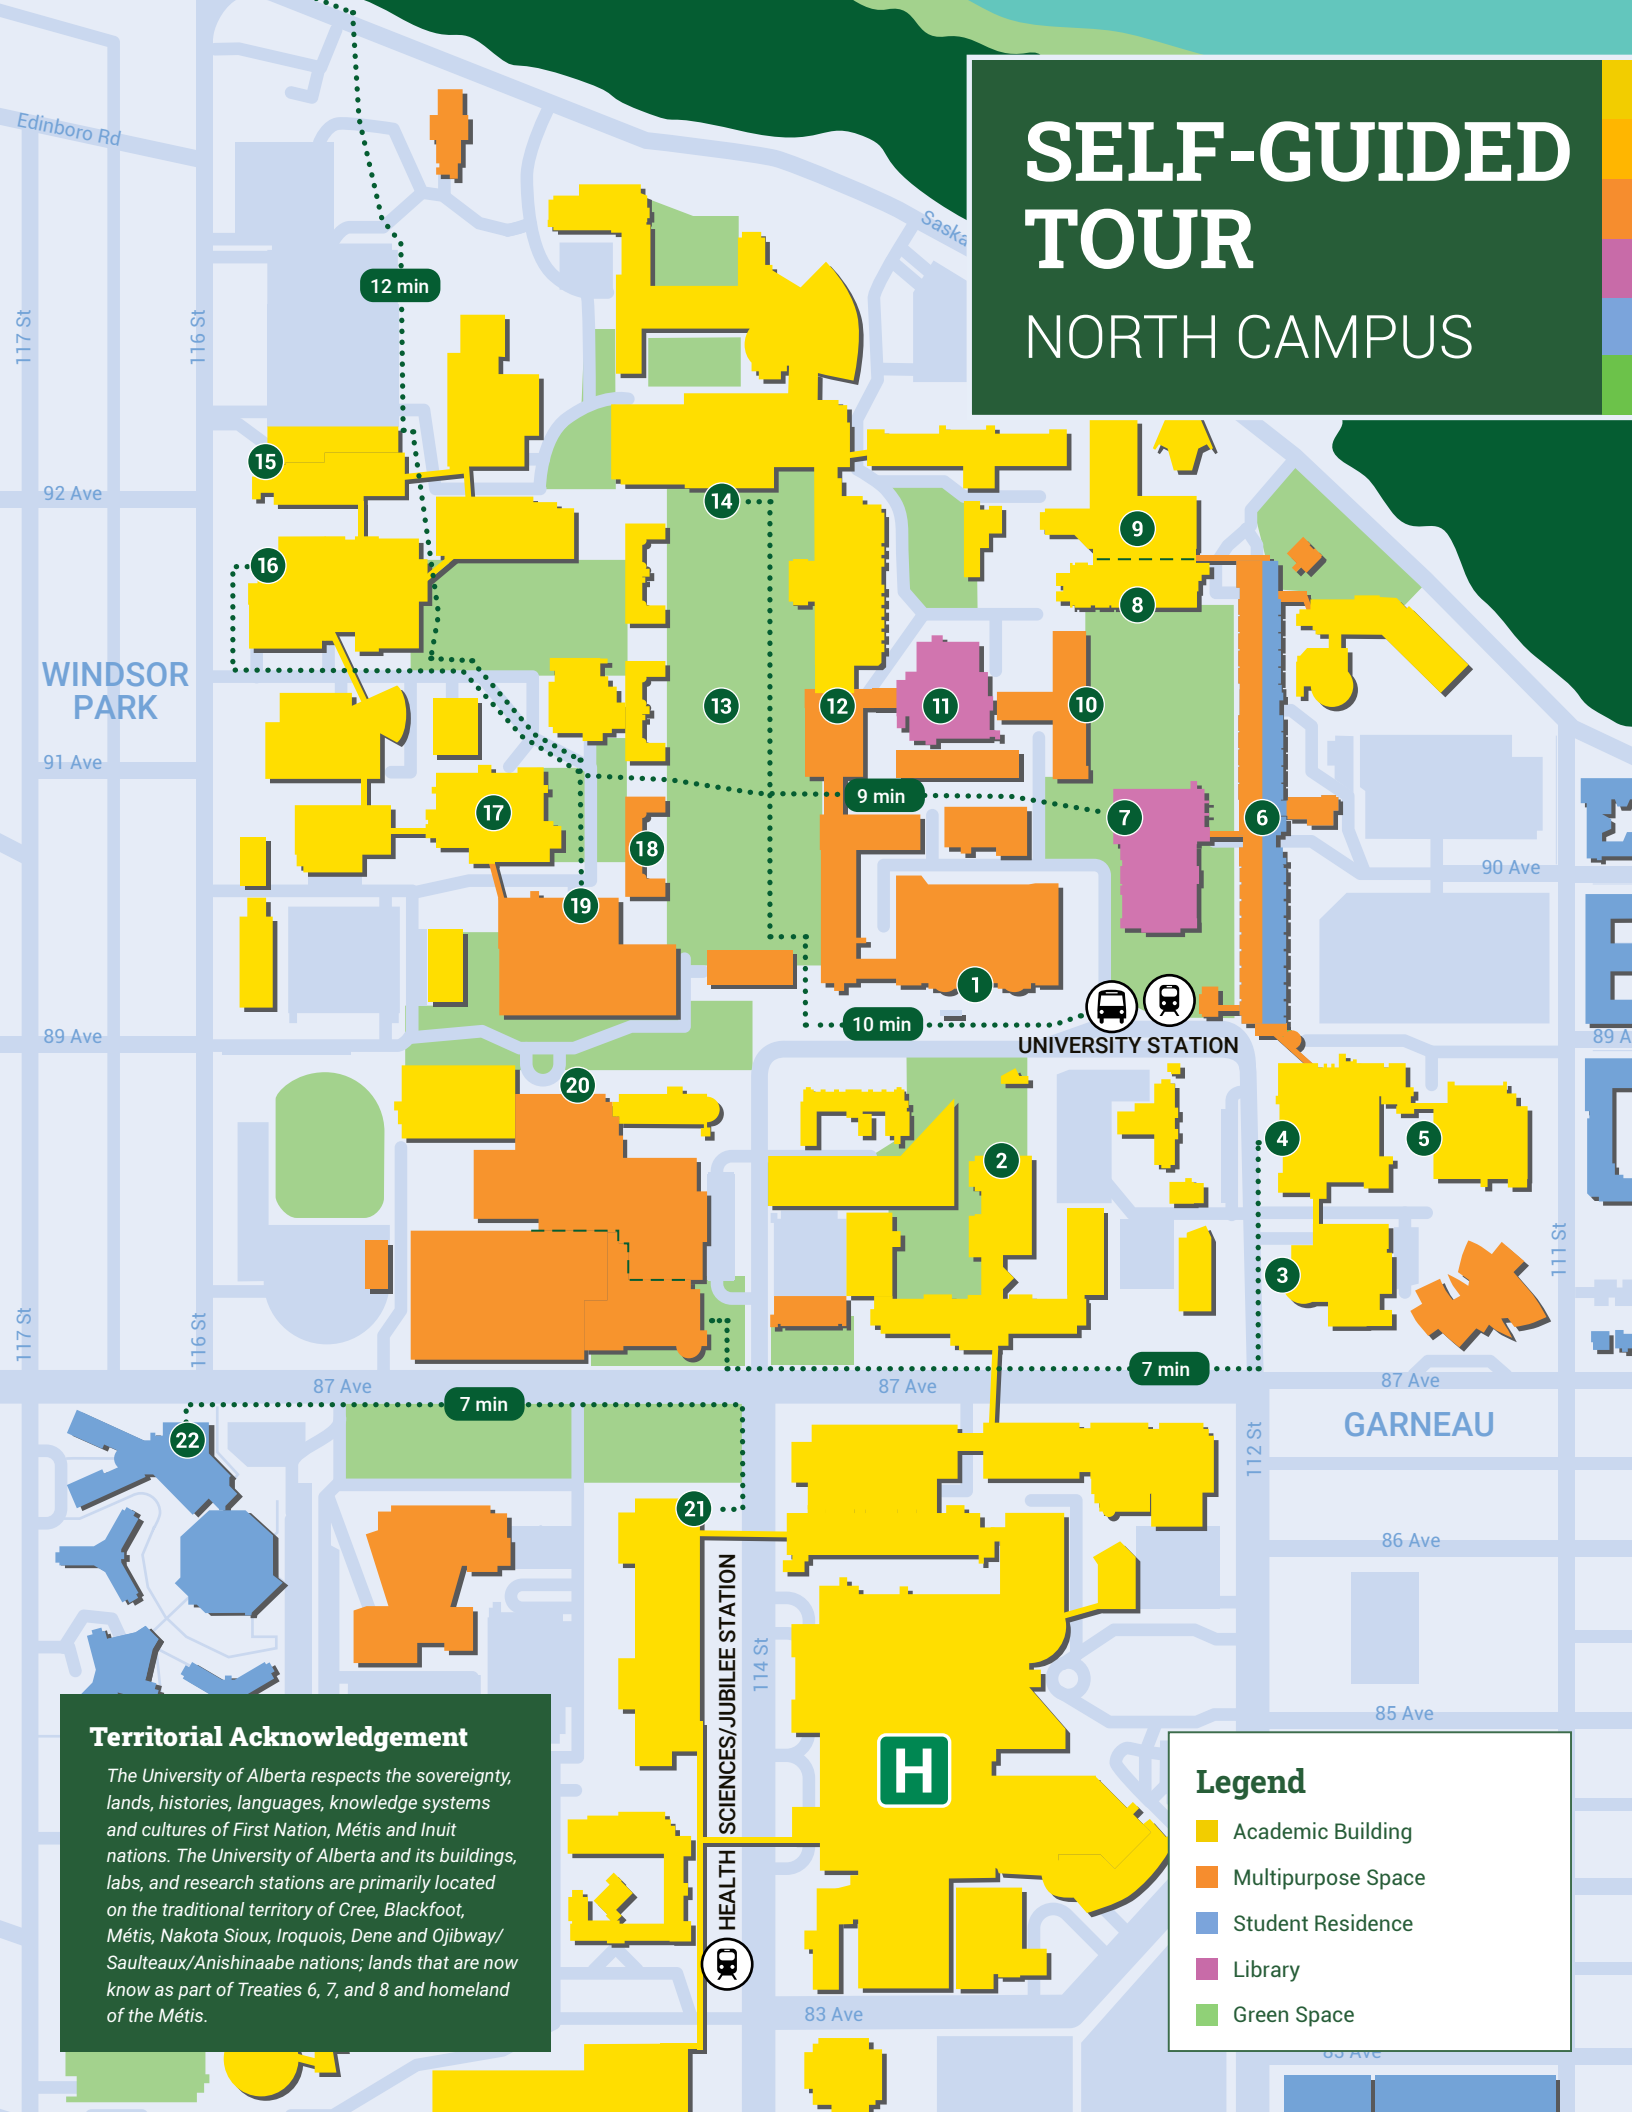 SELF-GUIDED
TOUR
NORTH CAMPUS
Edinboro Rd
Saska
12 min
117 St
116 St
15
14
92 Ave
9
16
8
WINDSOR
PARK
13
12
11
10
91 Ave
9 min
17
7
6
18
90 Ave
19
1
10 min
UNIVERSITY STATION
89 Ave
89 A
20
2
4
5
3
111 St
117 St
116 St
7 min
87 Ave
87 Ave
87 Ave
7 min
GARNEAU
22
112 St
21
86 Ave
HEALTH SCIENCES/JUBILEE STATION
114 St
85 Ave
H
83 Ave
83 Ave
Territorial Acknowledgement
The University of Alberta respects the sovereignty,
lands, histories, languages, knowledge systems
and cultures of First Nation, Métis and Inuit
nations. The University of Alberta and its buildings,
labs, and research stations are primarily located
on the traditional territory of Cree, Blackfoot,
Métis, Nakota Sioux, Iroquois, Dene and Ojibway/
Saulteaux/Anishinaabe nations; lands that are now
know as part of Treaties 6, 7, and 8 and homeland
of the Métis.
Legend
Academic Building
Multipurpose Space
Student Residence
Library
Green Space